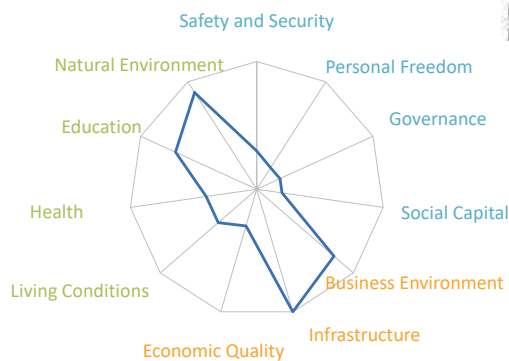 Safety and Security
Natural Environment
Personal Freedom
Education
Governance
Health
Social Capital
Living Conditions
Business Environment
Infrastructure
Economic Quality